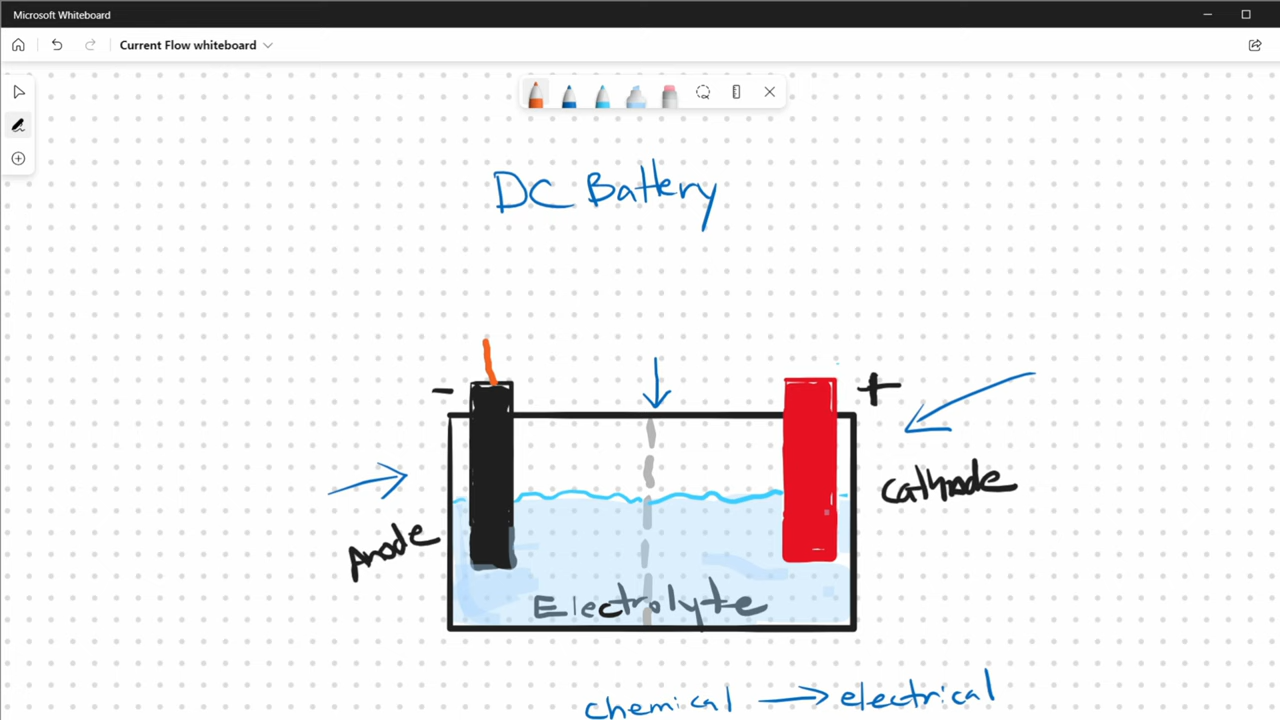 Microsoft Whiteboard
Current Flow whiteboard
DC Battery
- +
Cathode
Anode
Electrolyte
chemical → electrical